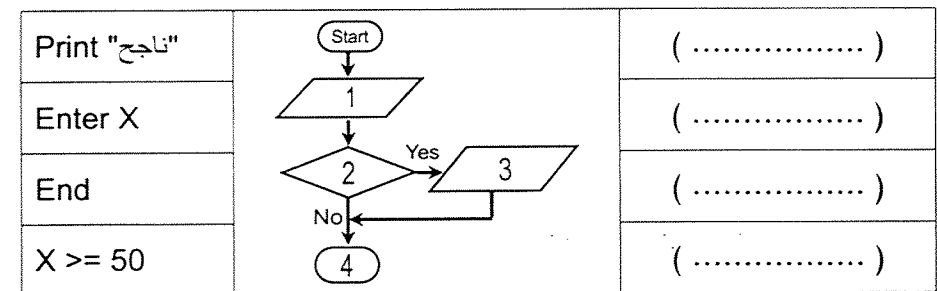 Print "ناجح"
Enter X
End
X >= 50
Start
1
2
Yes
3
No
4
( ................. )
( ................. )
( ................. )
( ................. )